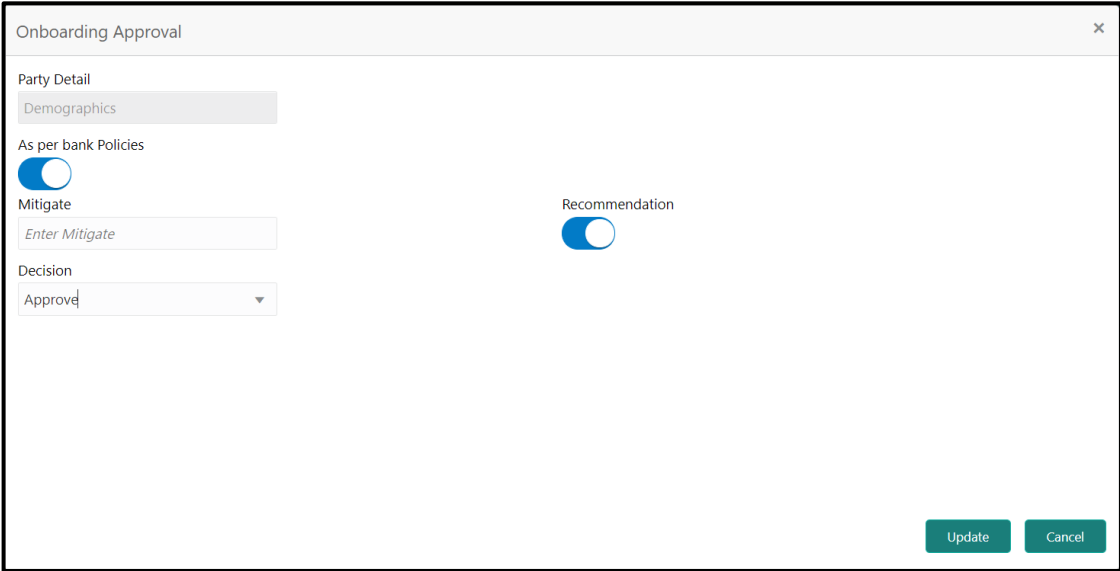 Onboarding Approval
Party Detail
Demographics
As per bank Policies
Mitigate
Recommendation
Enter Mitigate
Decision
Approve
Update
Cancel